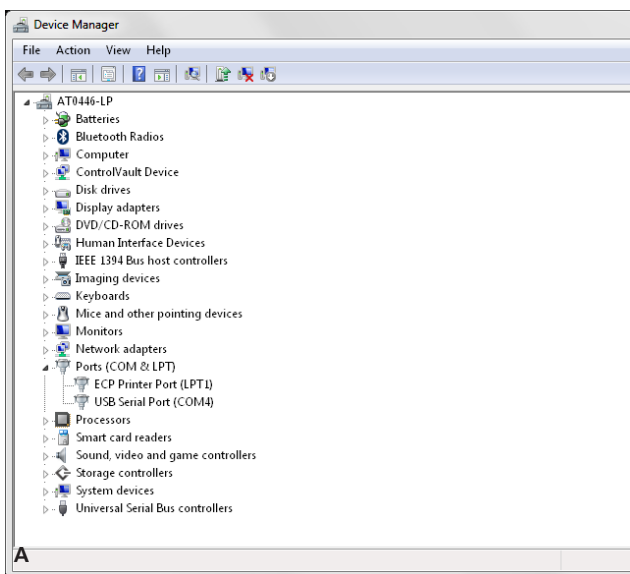 Device Manager
File Action View Help
AT0446-LP
Batteries
Bluetooth Radios
Computer
ControlVault Device
Disk drives
Display adapters
DVD/CD-ROM drives
Human Interface Devices
IEEE 1394 Bus host controllers
Imaging devices
Keyboards
Mice and other pointing devices
Monitors
Network adapters
Ports (COM & LPT)
ECP Printer Port (LPT1)
USB Serial Port (COM4)
Processors
Smart card readers
Sound, video and game controllers
Storage controllers
System devices
Universal Serial Bus controllers
A